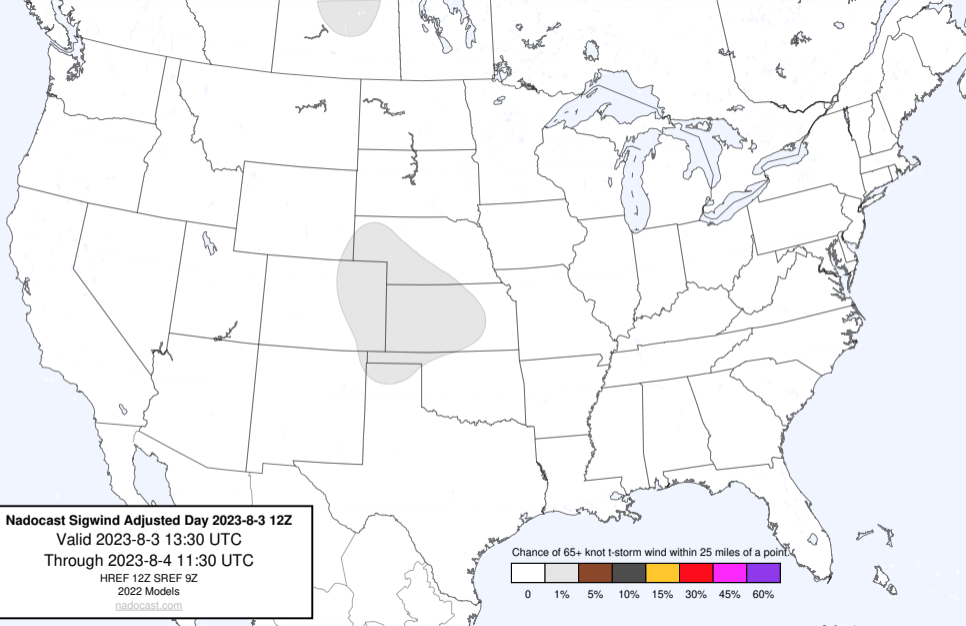 Nadocast Sigwind Adjusted Day 2023-8-3 12Z
Valid 2023-8-3 13:30 UTC
Through 2023-8-4 11:30 UTC
HREF 12Z SREF 9Z
2022 Models
nadocast.com
Chance of 65+ knot t-storm wind within 25 miles of a point.
0 1% 5% 10% 15% 30% 45% 60%